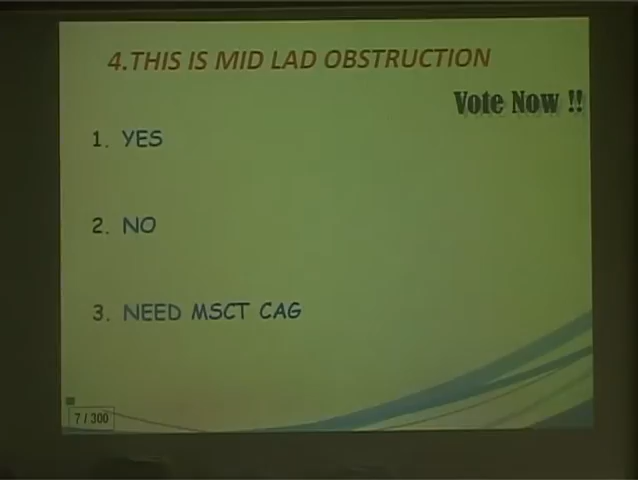 4.THIS IS MID LAD OBSTRUCTION
Vote Now !!
1. YES
2. NO
3. NEED MSCT CAG
7 / 300